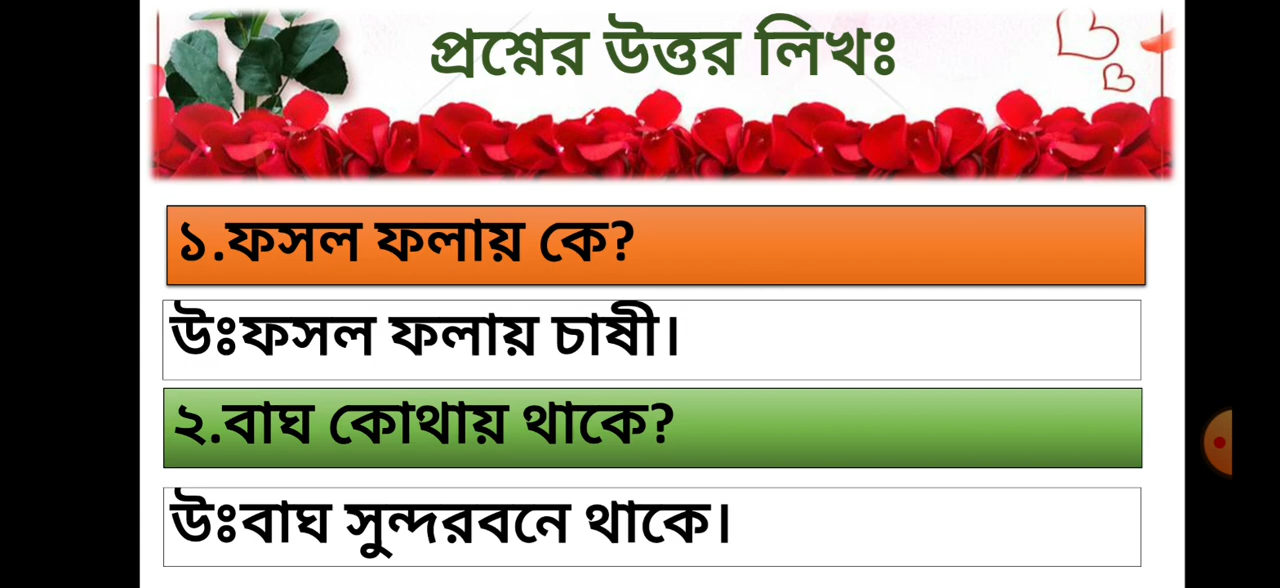 প্রশ্নের উত্তর লিখঃ
১.ফসল ফলায় কে?
উঃফসল ফলায় চাষী।
২.বাঘ কোথায় থাকে?
উঃবাঘ সুন্দরবনে থাকে।